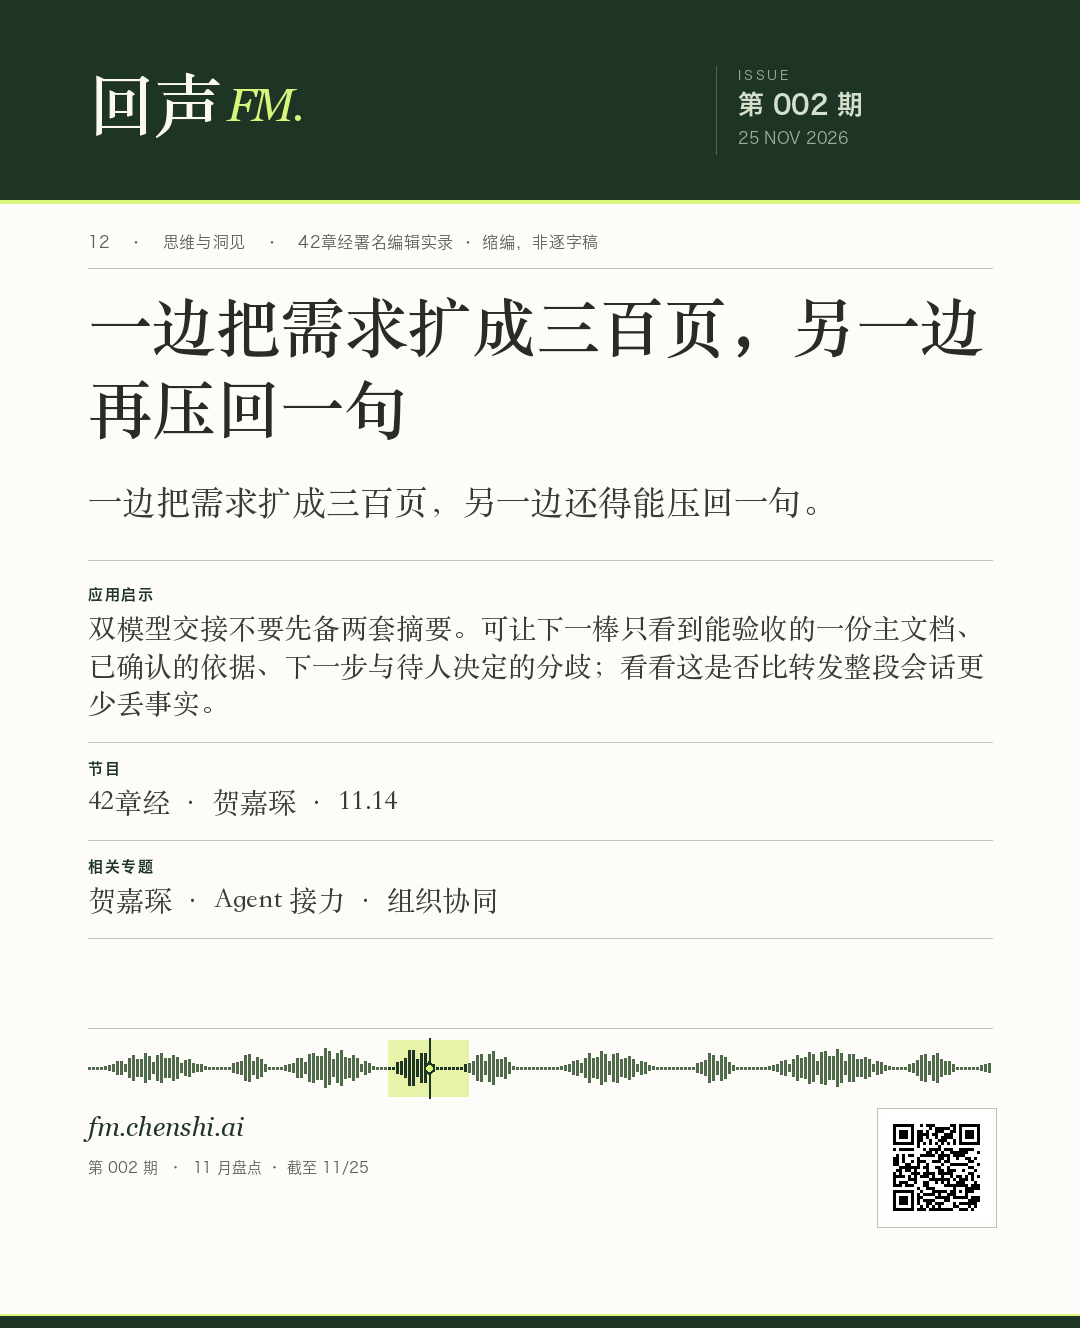 回声 FM.
ISSUE
第 002 期
25 NOV 2026
12 · 思维与洞见 · 42章经署名编辑实录 · 缩编，非逐字稿
一边把需求扩成三百页，另一边
再压回一句
一边把需求扩成三百页，另一边还得能压回一句。
应用启示
双模型交接不要先备两套摘要。可让下一棒只看到能验收的一份主文档、
已确认的依据、下一步与待人决定的分歧；看看这是否比转发整段会话更
少丢事实。
节目
42章经 · 贺嘉琛 · 11.14
相关专题
贺嘉琛 · Agent 接力 · 组织协同
fm.chenshi.ai
第 002 期 · 11 月盘点 · 截至 11/25